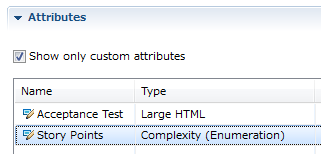 Attributes
Show only custom attributes
Name Type
Acceptance Test Large HTML
Story Points Complexity (Enumeration)